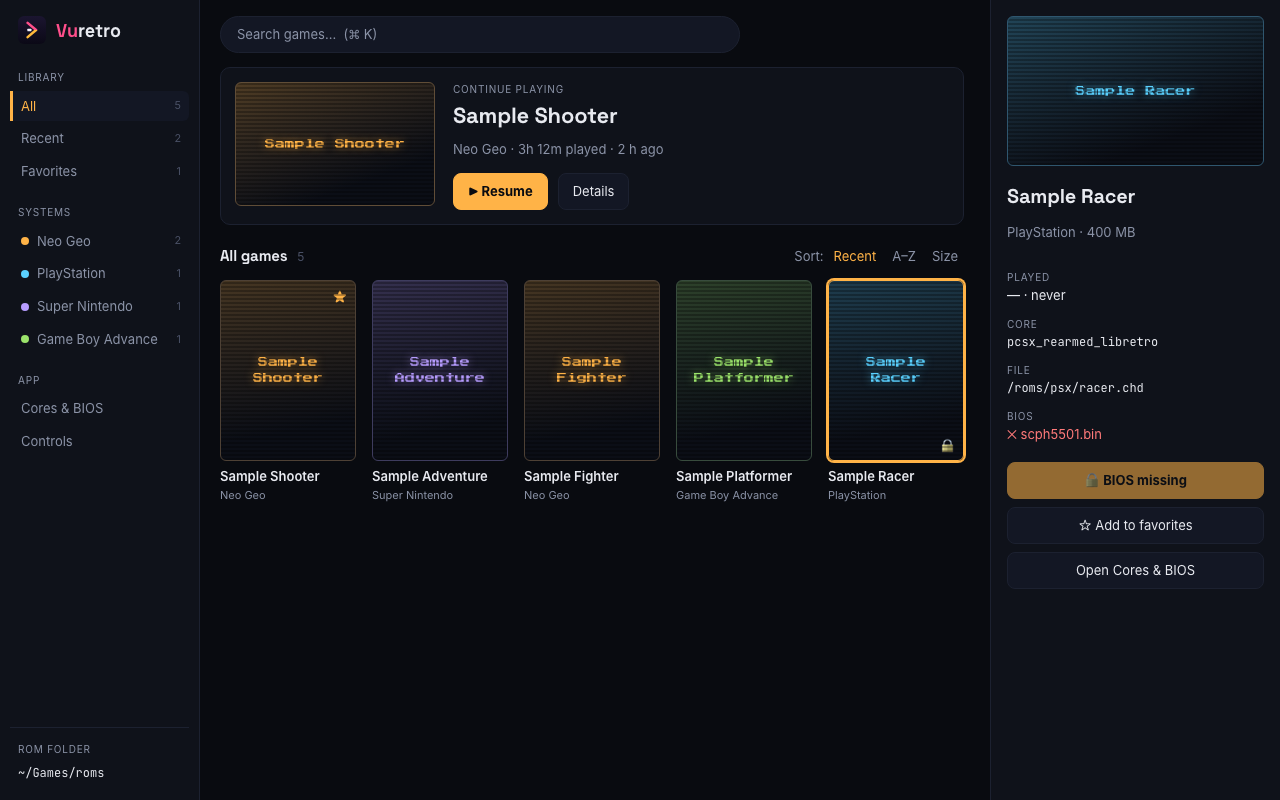 Vuretro
LIBRARY
All 5
Recent 2
Favorites 1
SYSTEMS
Neo Geo 2
PlayStation 1
Super Nintendo 1
Game Boy Advance 1
APP
Cores & BIOS
Controls
ROM FOLDER
~/Games/roms
Search games… (⌘ K)
Sample Shooter
CONTINUE PLAYING
Sample Shooter
Neo Geo · 3h 12m played · 2 h ago
▶ Resume Details
All games 5
Sort: Recent A–Z Size
Sample
Shooter
Sample Shooter
Neo Geo
Sample
Adventure
Sample Adventure
Super Nintendo
Sample
Fighter
Sample Fighter
Neo Geo
Sample
Platformer
Sample Platformer
Game Boy Advance
Sample
Racer
Sample Racer
PlayStation
Sample Racer
Sample Racer
PlayStation · 400 MB
PLAYED
— · never
CORE
pcsx_rearmed_libretro
FILE
/roms/psx/racer.chd
BIOS
✕ scph5501.bin
🔒 BIOS missing
☆ Add to favorites
Open Cores & BIOS